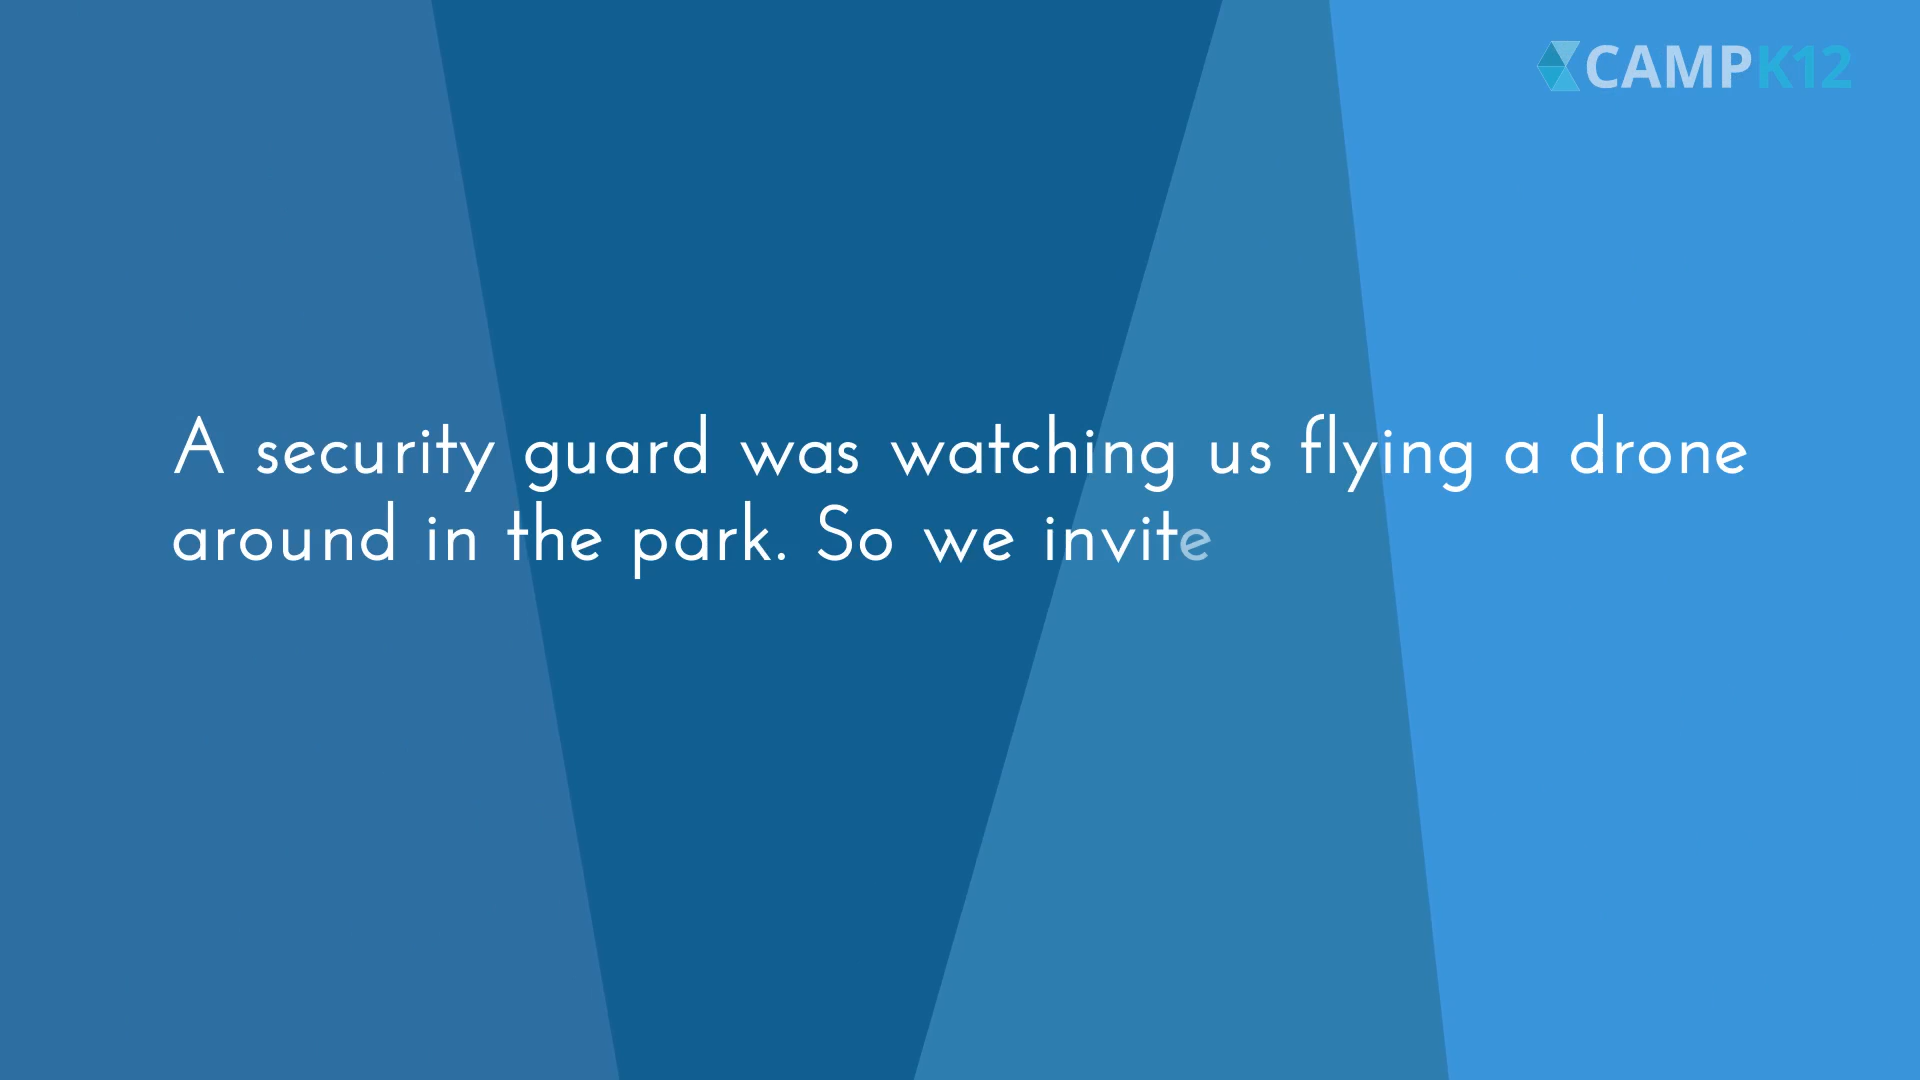 CAMPK12
A security guard was watching us flying a drone
around in the park. So we invite